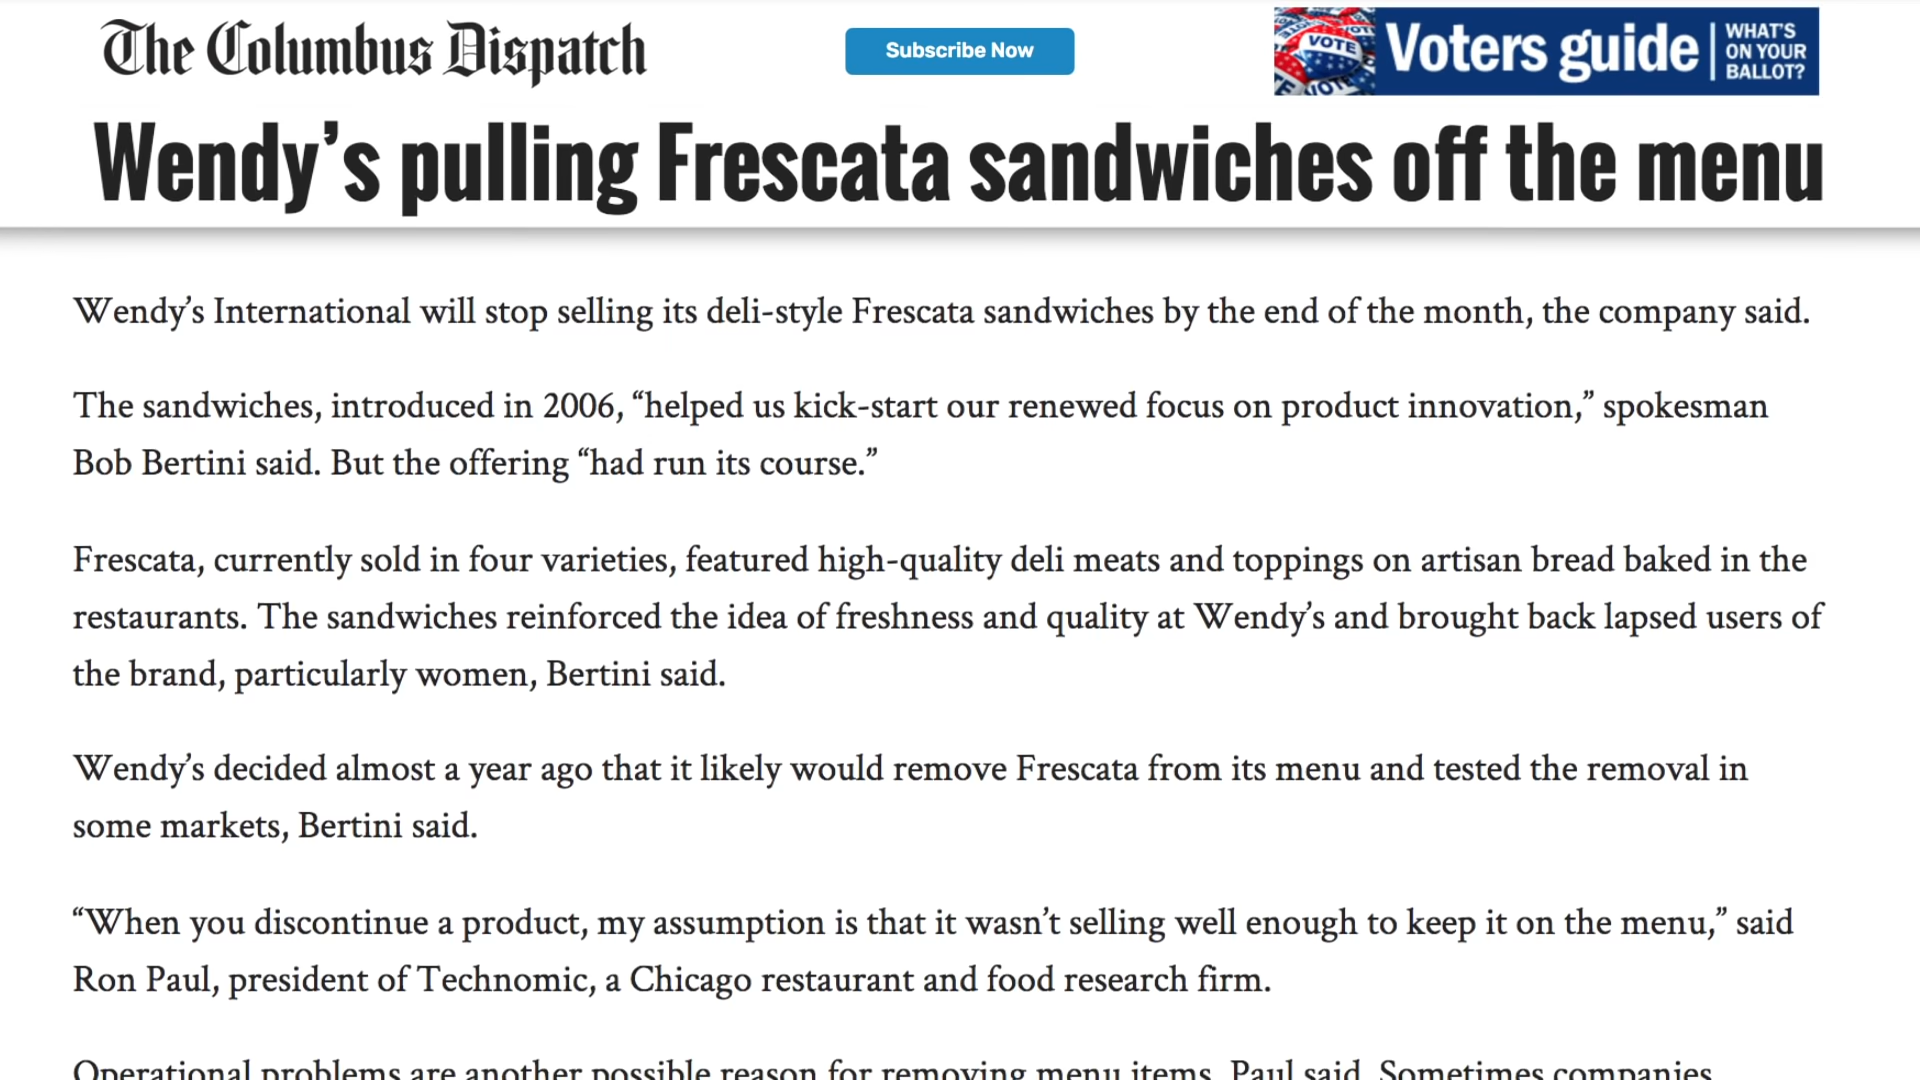 The Columbus Dispatch
Subscribe Now
VOTE
Voters guide
WHAT'S
ON YOUR
BALLOT?
Wendy’s pulling Frescata sandwiches off the menu
Wendy’s International will stop selling its deli-style Frescata sandwiches by the end of the month, the company said.
The sandwiches, introduced in 2006, “helped us kick-start our renewed focus on product innovation,” spokesman
Bob Bertini said. But the offering “had run its course.”
Frescata, currently sold in four varieties, featured high-quality deli meats and toppings on artisan bread baked in the
restaurants. The sandwiches reinforced the idea of freshness and quality at Wendy’s and brought back lapsed users of
the brand, particularly women, Bertini said.
Wendy’s decided almost a year ago that it likely would remove Frescata from its menu and tested the removal in
some markets, Bertini said.
“When you discontinue a product, my assumption is that it wasn’t selling well enough to keep it on the menu,” said
Ron Paul, president of Technomic, a Chicago restaurant and food research firm.
Operational problems are another possible reason for removing menu items, Paul said. Sometimes companies